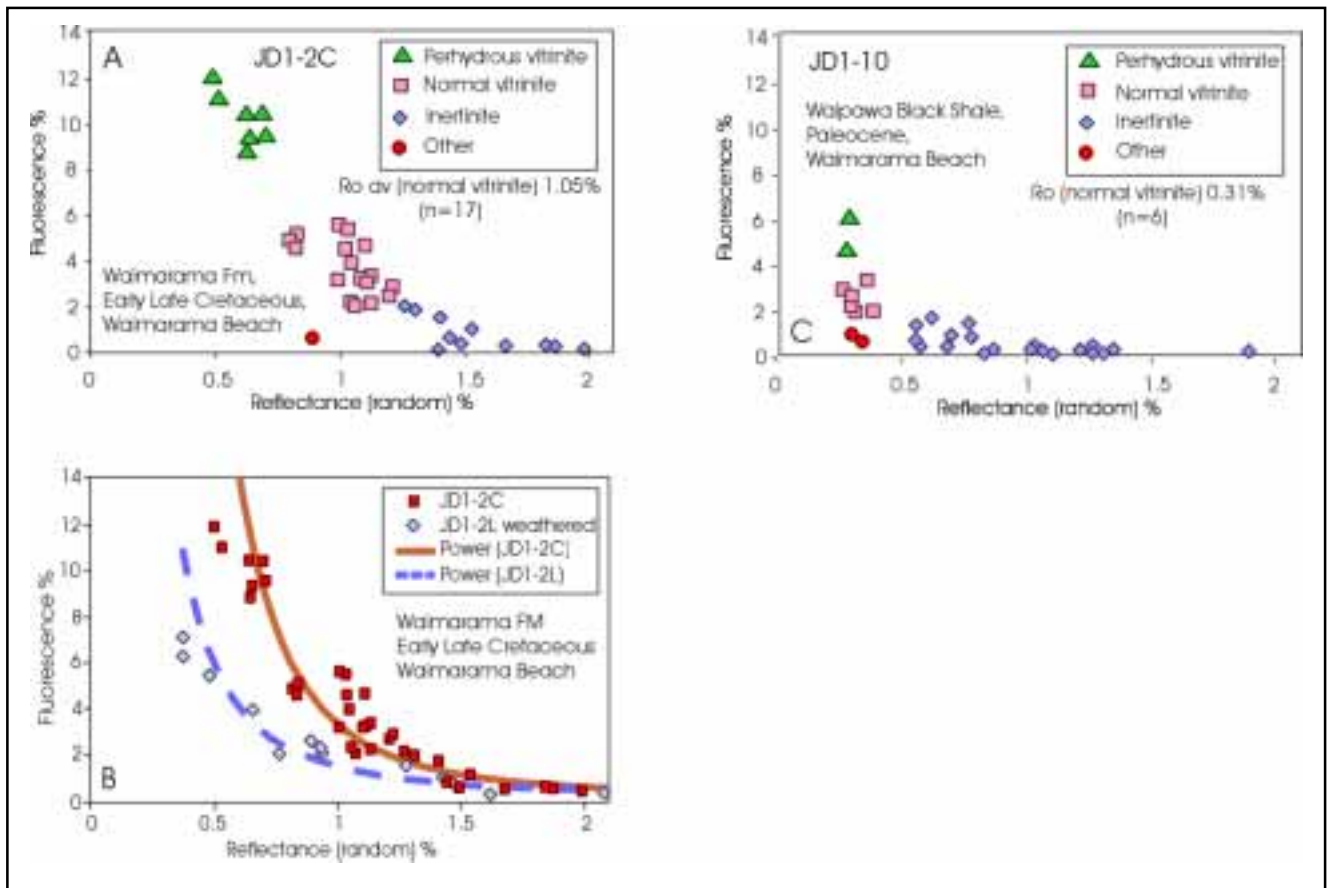 A
JD1-2C
Perhydrous vitrinite
Normal vitrinite
Inertinite
Other
Ro av (normal vitrinite) 1.05%
(n=17)
Waimarama Fm,
Early Late Cretaceous,
Waimarama Beach
Fluorescence %
14
12
10
8
6
4
2
0
0
0.5
1
1.5
2
Reflectance (random) %
JD1-10
Perhydrous vitrinite
Normal vitrinite
Inertinite
Other
Waipawa Black Shale,
Paleocene,
Waimarama Beach
Ro (normal vitrinite) 0.31%
(n=6)
C
Fluorescence %
14
12
10
8
6
4
2
0
0
0.5
1
1.5
2
Reflectance (random) %
JD1-2C
JD1-2L weathered
Power (JD1-2C)
Power (JD1-2L)
Waimarama FM
Early Late Cretaceous
Waimarama Beach
B
Fluorescence %
14
12
10
8
6
4
2
0
0
0.5
1
1.5
2
Reflectance (random) %